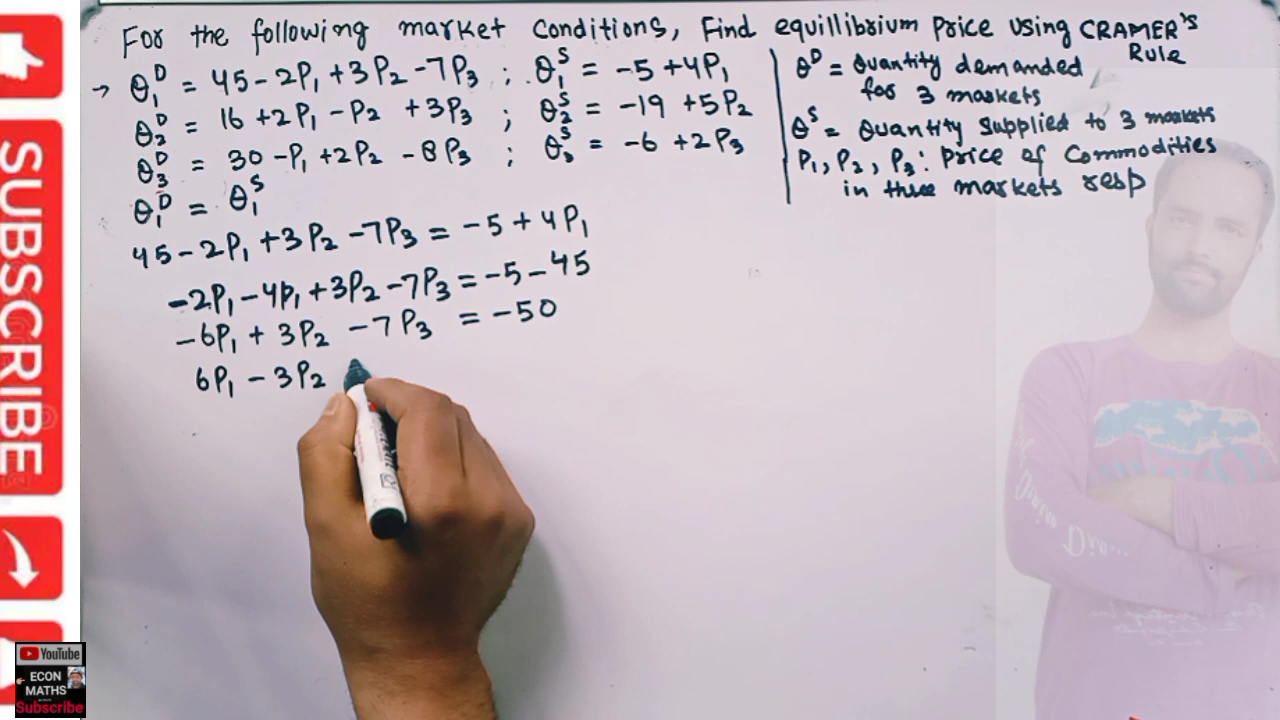 For the following market Conditions, Find equillibrium Price using CRAMER'S Rule
→ Q₁ᴰ = 45 - 2P₁ + 3P₂ - 7P₃ ; Q₁ˢ = -5 + 4P₁
Q₂ᴰ = 16 + 2P₁ - P₂ + 3P₃ ; Q₂ˢ = -19 + 5P₂
Q₃ᴰ = 30 - P₁ + 2P₂ - 8P₃ ; Q₃ˢ = -6 + 2P₃
Qᴰ = Quantity demanded
for 3 markets
Qˢ = Quantity Supplied to 3 markets
P₁, P₂, P₃ : Price of Commodities
in three markets resp
Q₁ᴰ = Q₁ˢ
45 - 2P₁ + 3P₂ - 7P₃ = -5 + 4P₁
-2P₁ - 4P₁ + 3P₂ - 7P₃ = -5 - 45
-6P₁ + 3P₂ - 7P₃ = -50
6P₁ - 3P₂
SUBSCRIBE
YouTube
ECON
MATHS
Subscribe